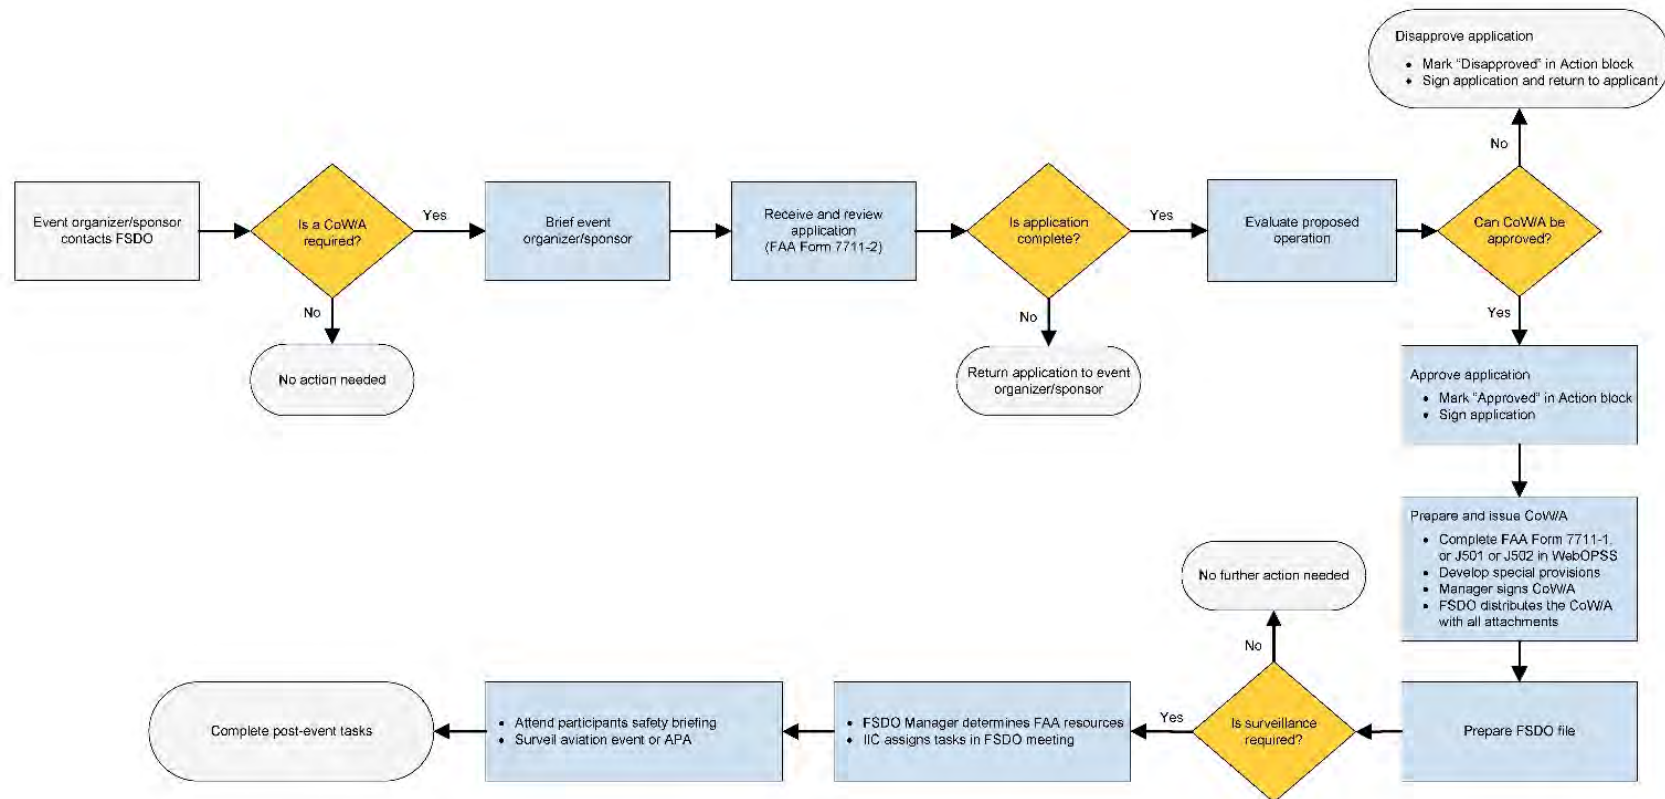 Event organizer/sponsor
contacts FSDO
Is a CoW/A
required?
Yes
No
No action needed
Brief event
organizer/sponsor
Receive and review
application
(FAA Form 7711-2)
Is application
complete?
Yes
No
Return application to event
organizer/sponsor
Evaluate proposed
operation
Can CoW/A be
approved?
No
Disapprove application
• Mark "Disapproved" in Action block
• Sign application and return to applicant
Yes
Approve application
• Mark "Approved" in Action block
• Sign application
Prepare and issue CoW/A
• Complete FAA Form 7711-1,
or J501 or J502 in WebOPSS
• Develop special provisions
• Manager signs CoW/A
• FSDO distributes the CoW/A
with all attachments
Prepare FSDO file
Is surveillance
required?
No
No further action needed
Yes
• FSDO Manager determines FAA resources
• IIC assigns tasks in FSDO meeting
• Attend participants safety briefing
• Surveil aviation event or APA
Complete post-event tasks